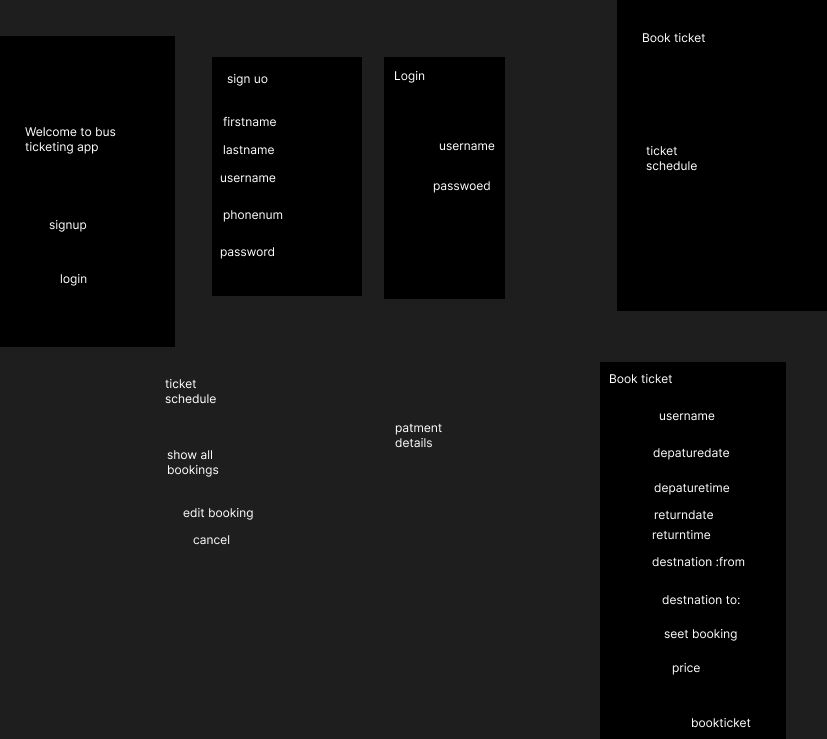 Welcome to bus
ticketing app
signup
login
sign uo
firstname
lastname
username
phonenum
password
Login
username
passwoed
Book ticket
ticket
schedule
ticket
schedule
show all
bookings
edit booking
cancel
patment
details
Book ticket
username
depaturedate
depaturetime
returndate
returntime
destnation :from
destnation to:
seet booking
price
bookticket